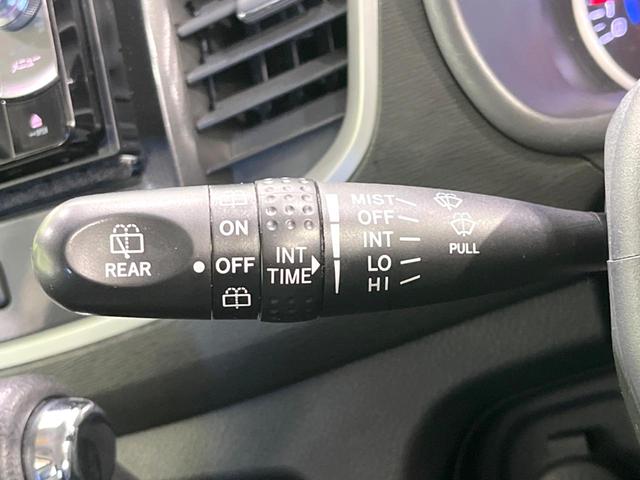 REAR
ON
OFF
INT
TIME
MIST
OFF
INT
LO
HI
PULL